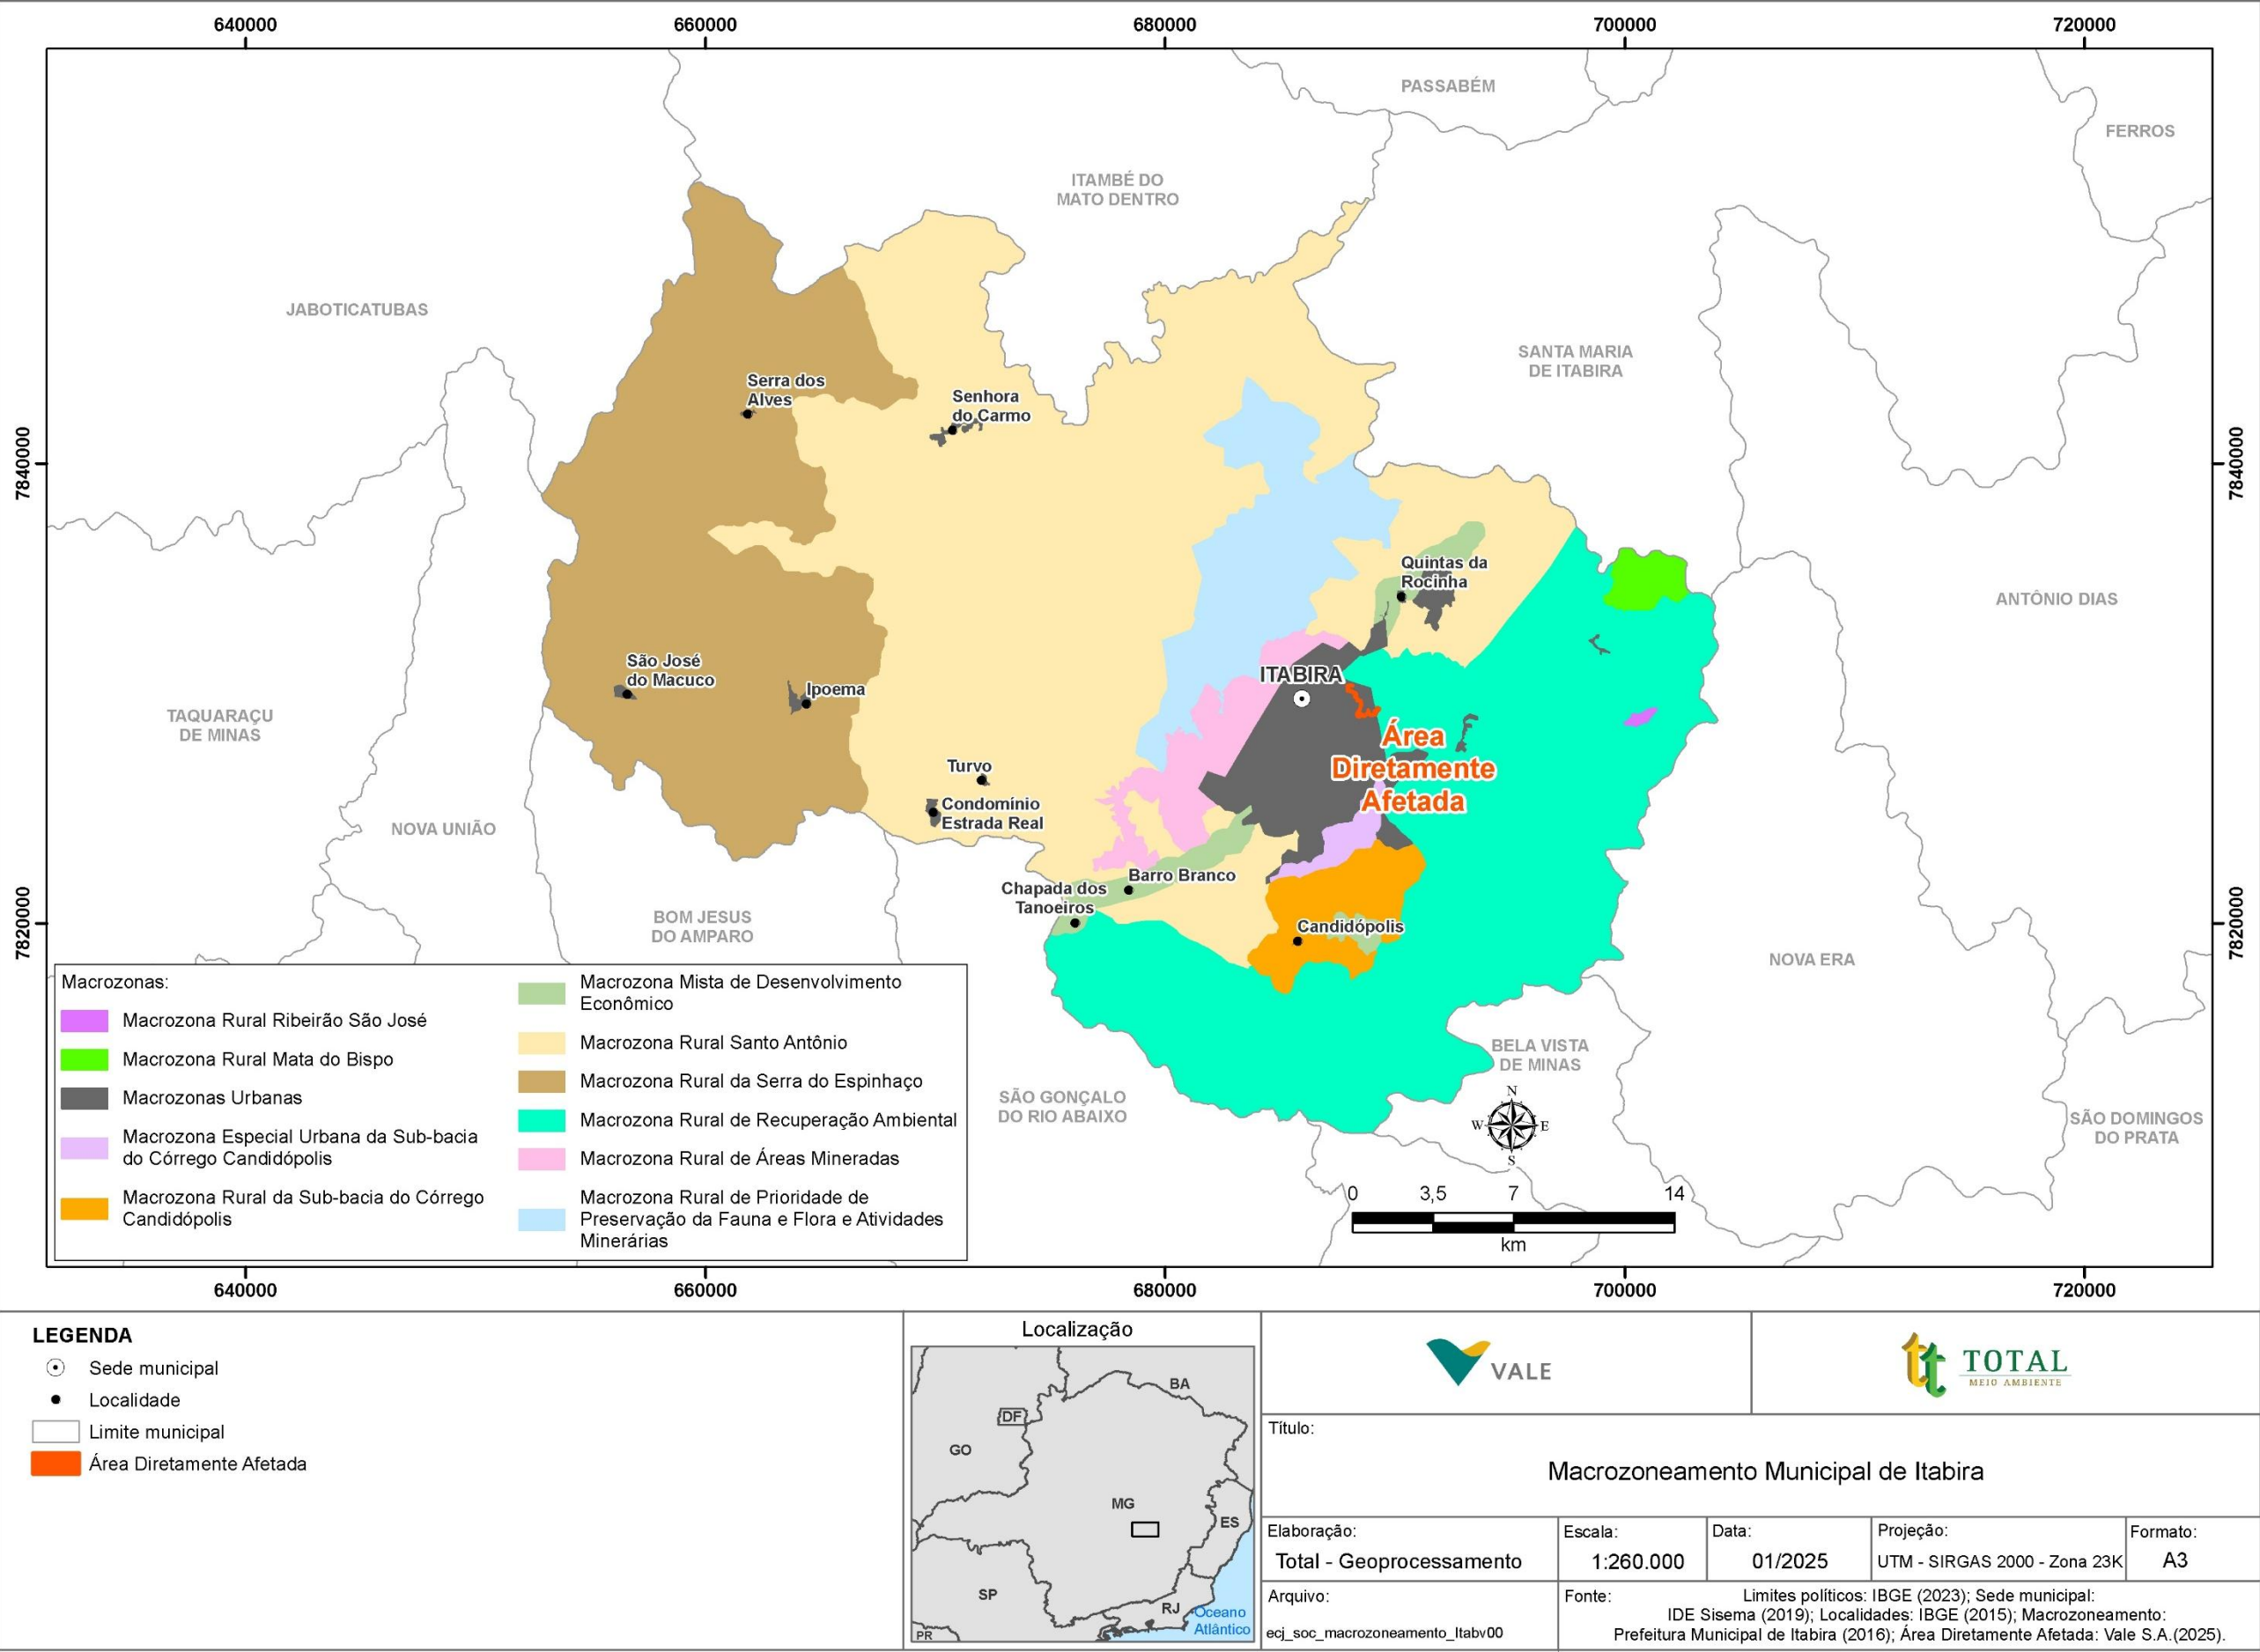 640000 660000 680000 700000 720000
PASSABÉM
FERROS
ITAMBÉ DO
MATO DENTRO
JABOTICATUBAS
SANTA MARIA
DE ITABIRA
Serra dos
Alves
Senhora
do Carmo
7840000
7840000
Quintas da
Rocinha
ANTÔNIO DIAS
São José
do Macuco
Ipoema
ITABIRA
TAQUARAÇU
DE MINAS
Área
Diretamente
Afetada
Turvo
Condomínio
Estrada Real
NOVA UNIÃO
Barro Branco
Chapada dos
Tanoeiros
BOM JESUS
DO AMPARO
Candidópolis
7820000
7820000
NOVA ERA
BELA VISTA
DE MINAS
SÃO GONÇALO
DO RIO ABAIXO
SÃO DOMINGOS
DO PRATA
N
W E
S
0 3,5 7 14
km
Macrozonas:
Macrozona Rural Ribeirão São José
Macrozona Rural Mata do Bispo
Macrozonas Urbanas
Macrozona Especial Urbana da Sub-bacia
do Córrego Candidópolis
Macrozona Rural da Sub-bacia do Córrego
Candidópolis
Macrozona Mista de Desenvolvimento
Econômico
Macrozona Rural Santo Antônio
Macrozona Rural da Serra do Espinhaço
Macrozona Rural de Recuperação Ambiental
Macrozona Rural de Áreas Mineradas
Macrozona Rural de Prioridade de
Preservação da Fauna e Flora e Atividades
Minerárias
640000 660000 680000 700000 720000
LEGENDA
Sede municipal
Localidade
Limite municipal
Área Diretamente Afetada
Localização
BA
DF
GO
MG
ES
SP
RJ
PR
Oceano
Atlântico
VALE
tt TOTAL
MEIO AMBIENTE
Título:
Macrozoneamento Municipal de Itabira
Elaboração:
Total - Geoprocessamento
Escala:
1:260.000
Data:
01/2025
Projeção:
UTM - SIRGAS 2000 - Zona 23K
Formato:
A3
Arquivo:
ecj_soc_macrozoneamento_Itabv00
Fonte:
Limites políticos: IBGE (2023); Sede municipal:
IDE Sisema (2019); Localidades: IBGE (2015); Macrozoneamento:
Prefeitura Municipal de Itabira (2016); Área Diretamente Afetada: Vale S.A.(2025).